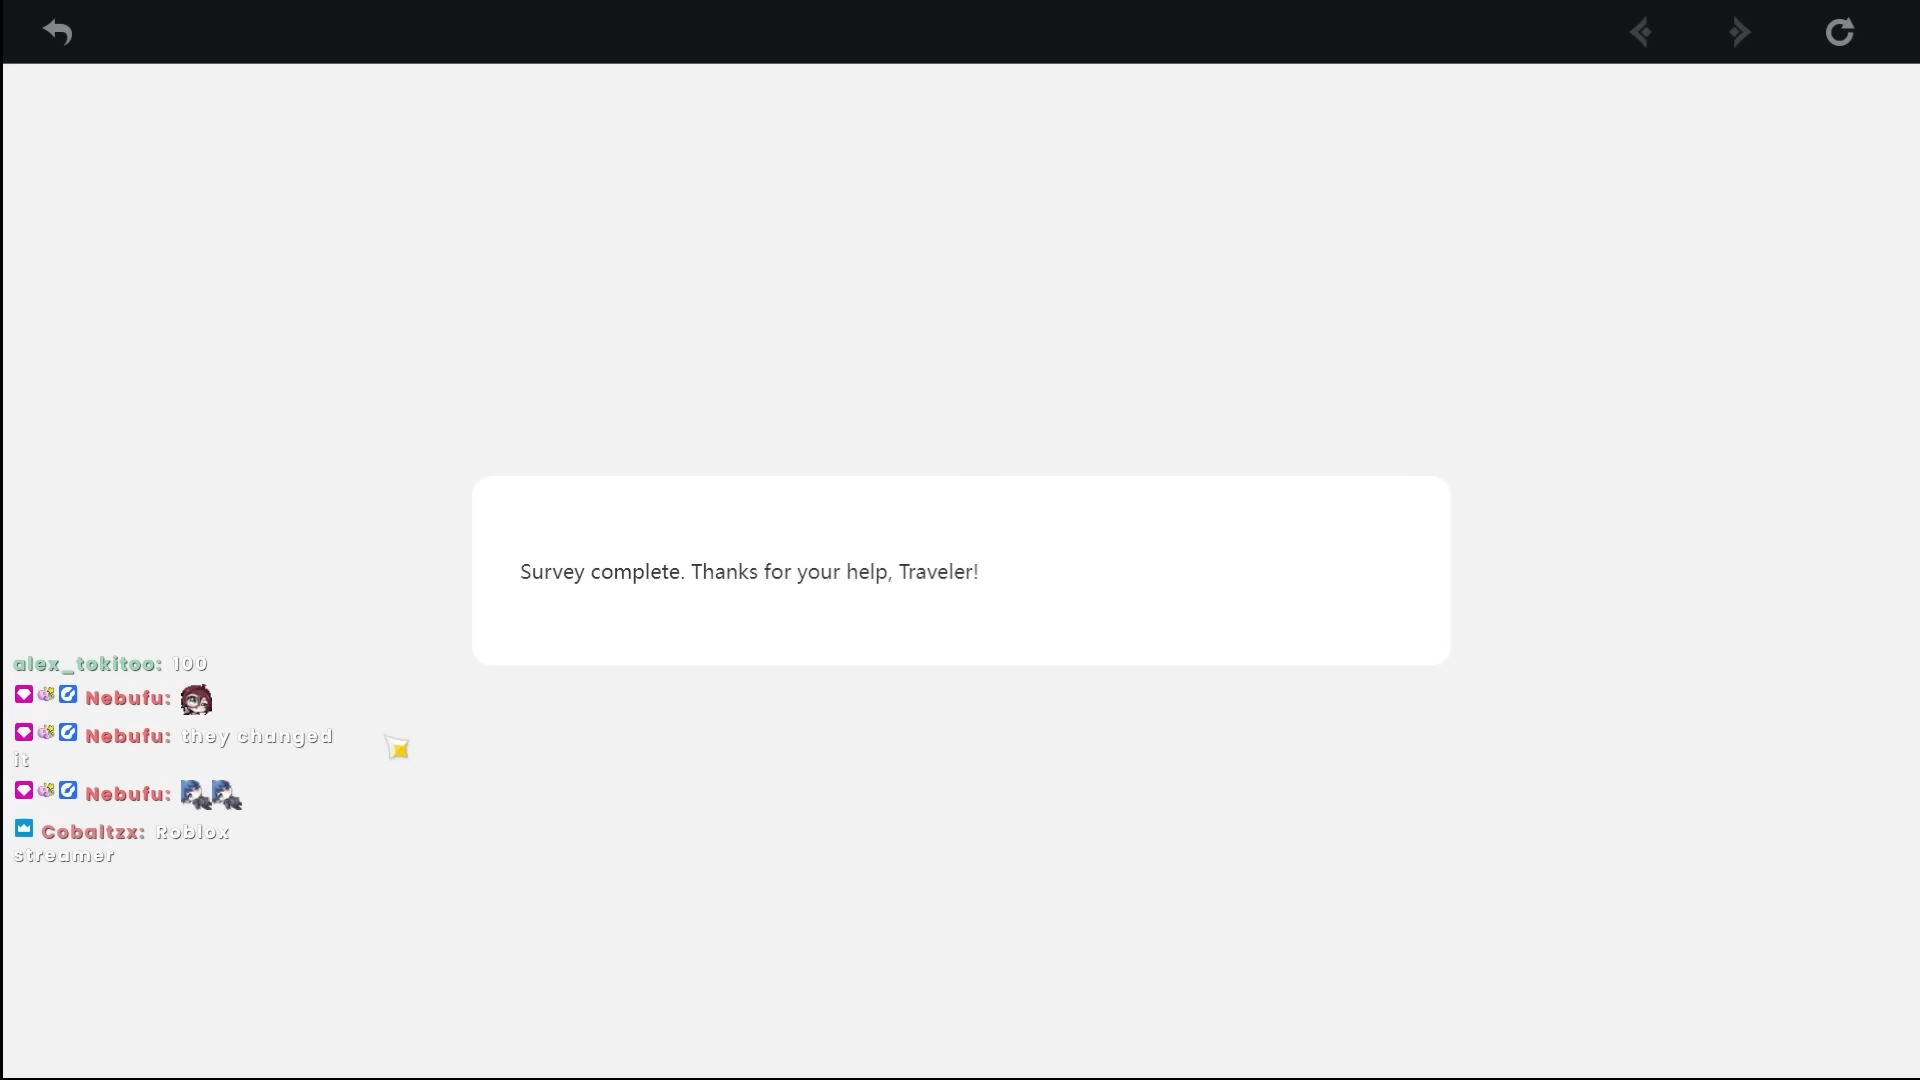 Survey complete. Thanks for your help, Traveler!
alex_tokitoo: 100
Nebufu:
Nebufu: they changed
it
Nebufu:
Cobaltzx: Roblox
streamer